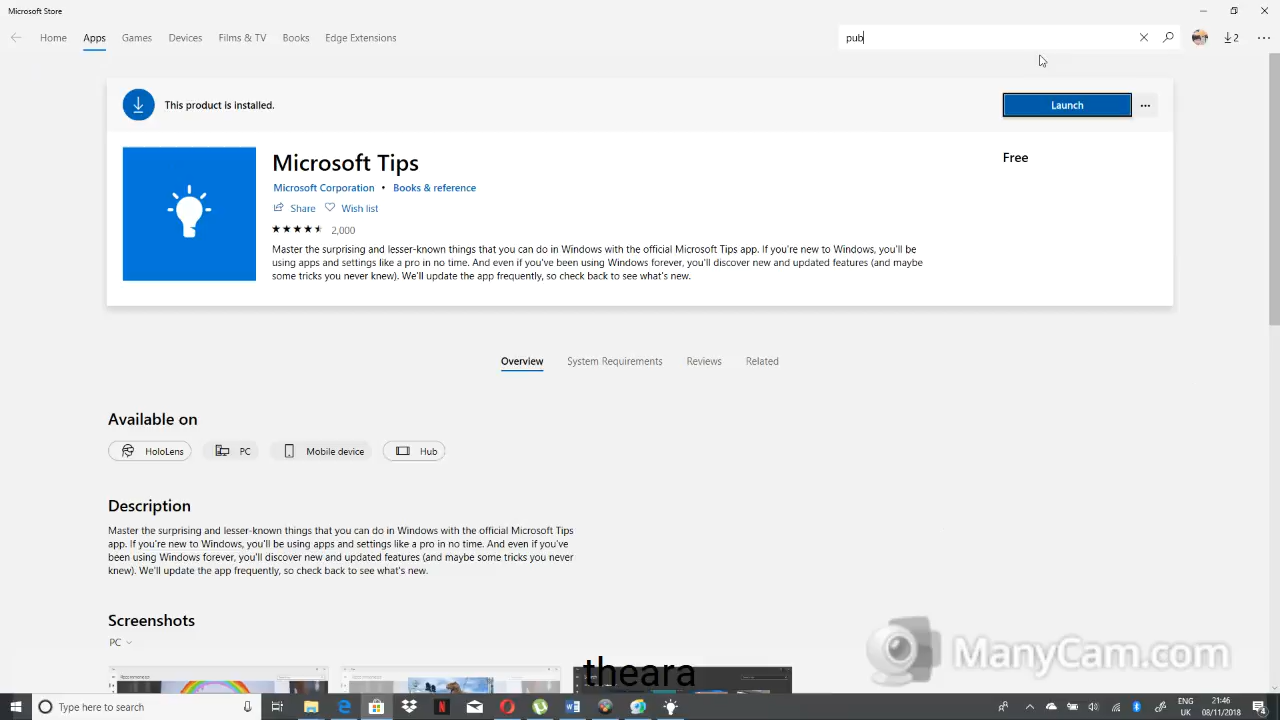 Microsoft Store
Home Apps Games Devices Films & TV Books Edge Extensions
pub
2
This product is installed.
Launch
Microsoft Tips
Free
Microsoft Corporation • Books & reference
Share Wish list
2,000
Master the surprising and lesser-known things that you can do in Windows with the official Microsoft Tips app. If you're new to Windows, you'll be
using apps and settings like a pro in no time. And even if you've been using Windows forever, you'll discover new and updated features (and maybe
some tricks you never knew). We'll update the app frequently, so check back to see what's new.
Overview System Requirements Reviews Related
Available on
HoloLens PC Mobile device Hub
Description
Master the surprising and lesser-known things that you can do in Windows with the official Microsoft Tips
app. If you're new to Windows, you'll be using apps and settings like a pro in no time. And even if you've
been using Windows forever, you'll discover new and updated features (and maybe some tricks you never
knew). We'll update the app frequently, so check back to see what's new.
Screenshots
PC
ManyCam.com
theara
Type here to search
ENG
UK
21:46
08/11/2018
4